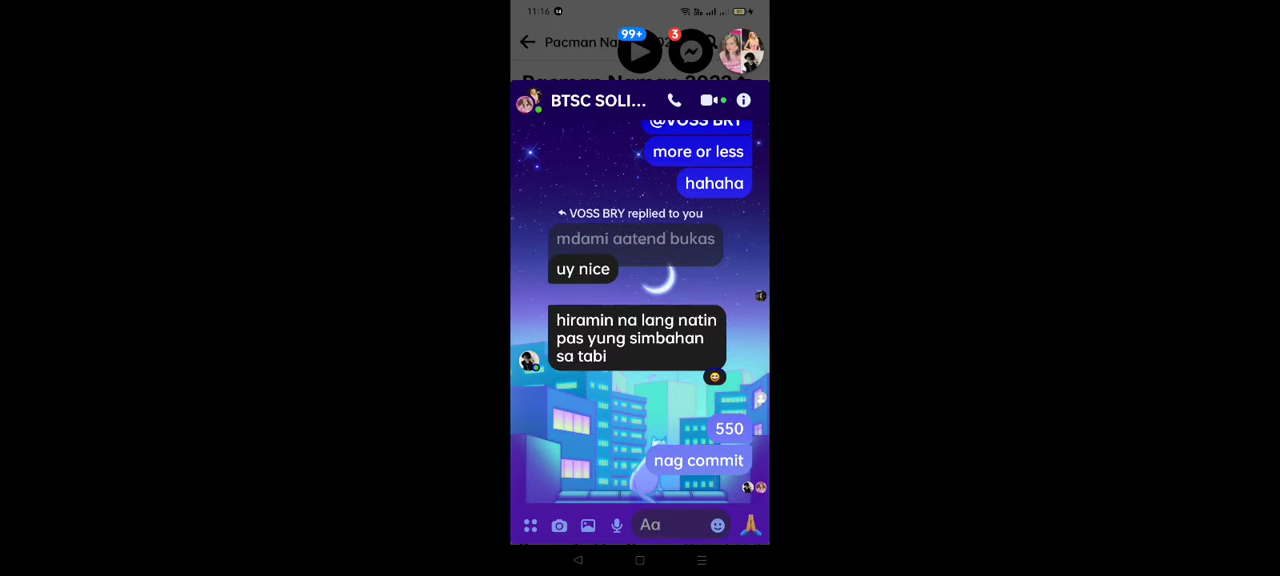 11:16
Pacman Na
99+
3
BTSC SOLI...
@VOSS BRY
more or less
hahaha
VOSS BRY replied to you
mdami aatend bukas
uy nice
hiramin na lang natin
pas yung simbahan
sa tabi
550
nag commit
Aa